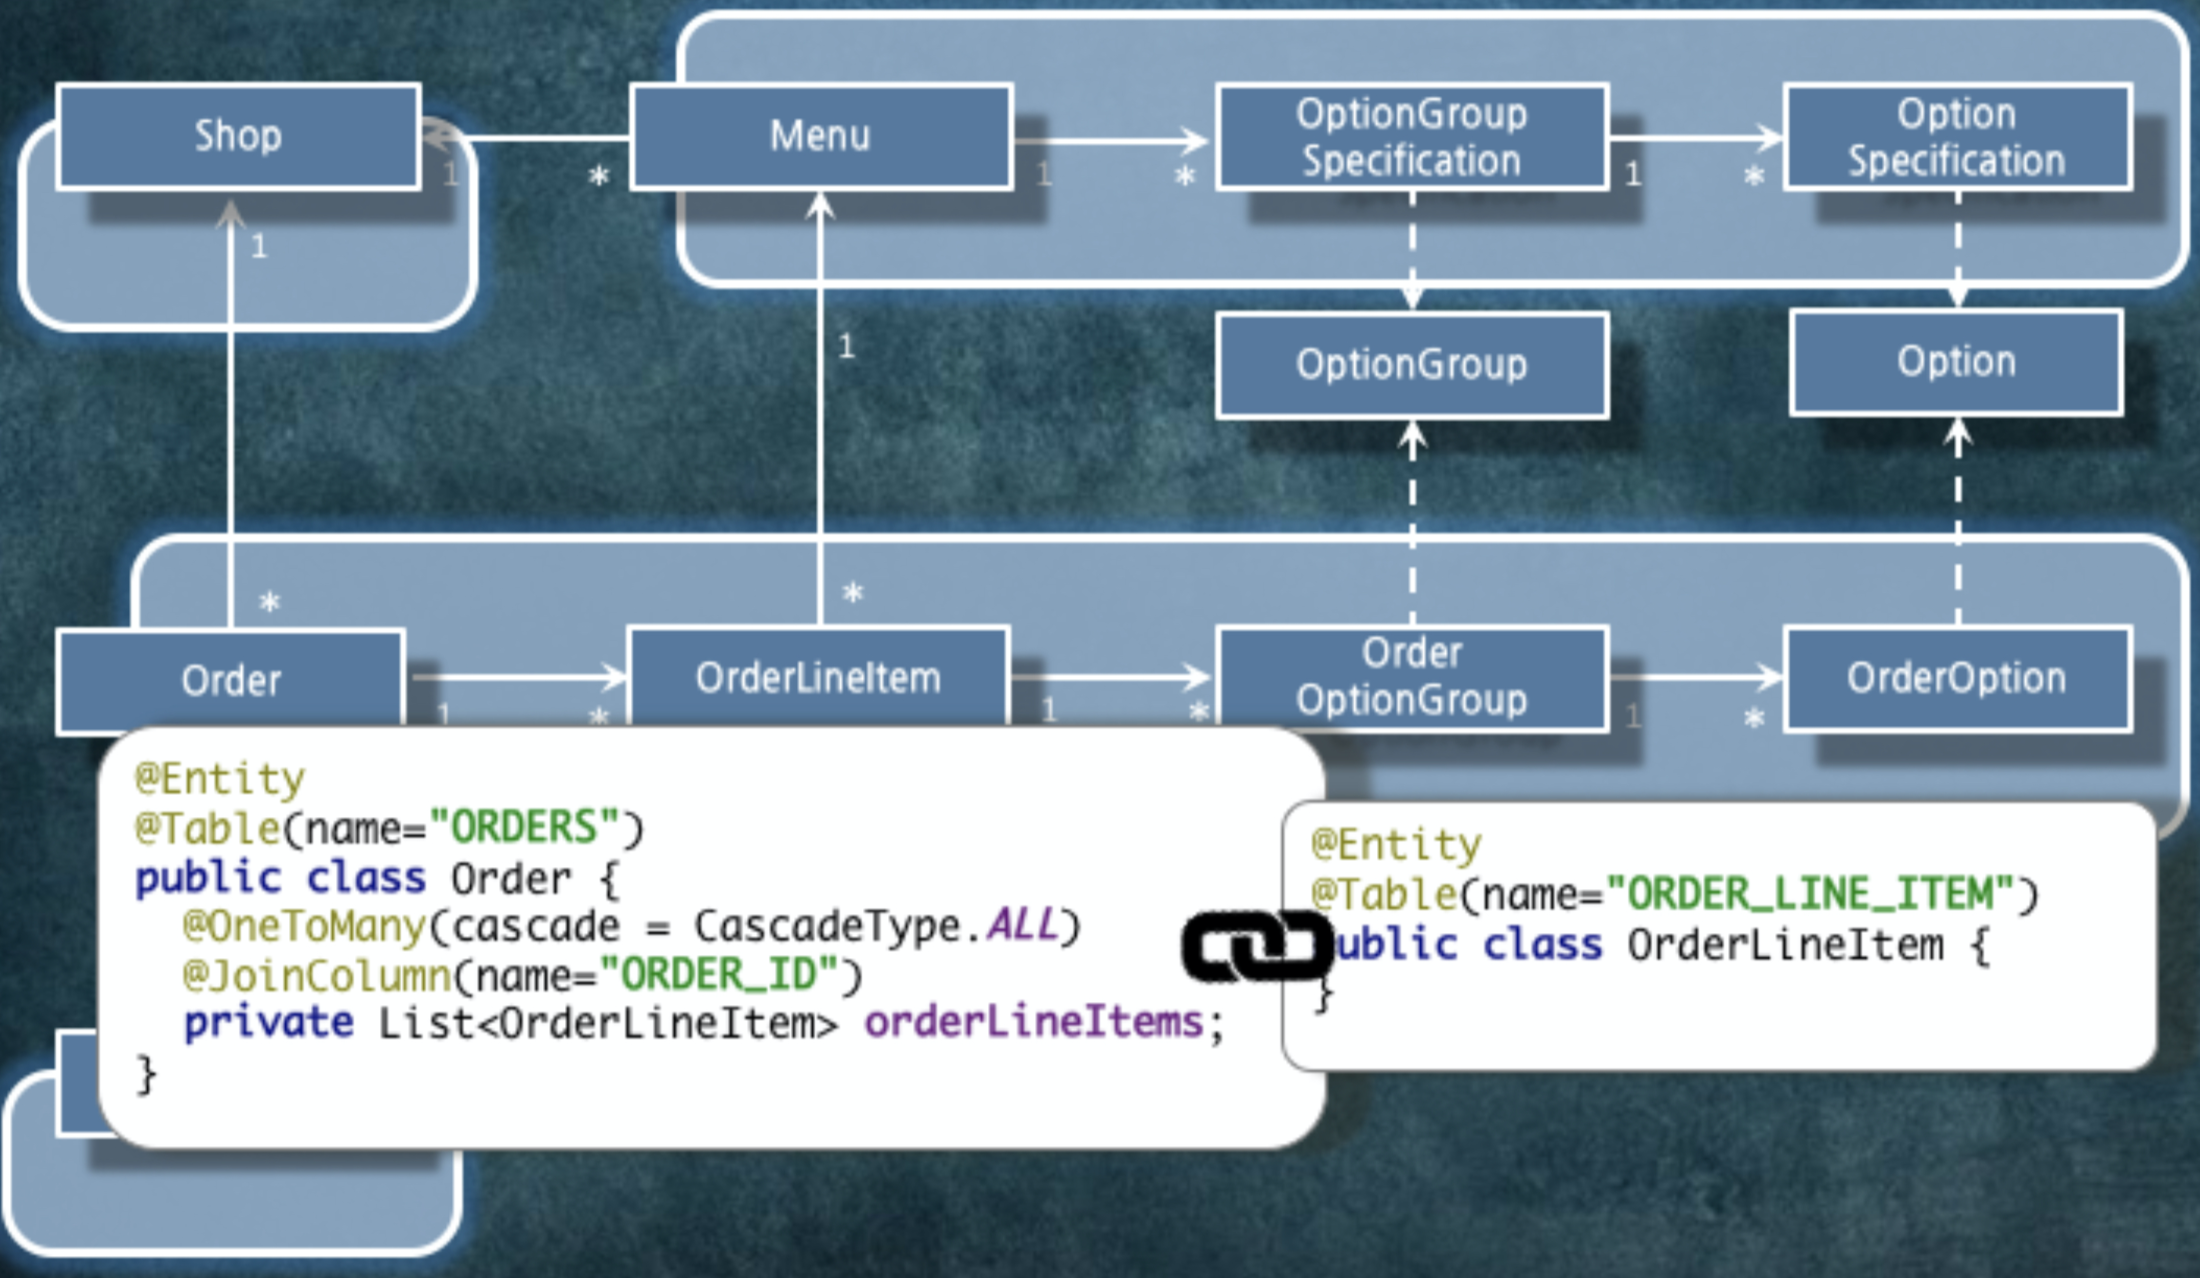 Shop
Menu
OptionGroup
Specification
Option
Specification
1
*
1
*
1
*
1
1
OptionGroup
Option
*
*
Order
OrderLineItem
Order
OptionGroup
OrderOption
1
*
1
*
1
*
@Entity
@Table(name="ORDERS")
public class Order {
@OneToMany(cascade = CascadeType.ALL)
@JoinColumn(name="ORDER_ID")
private List<OrderLineItem> orderLineItems;
}
@Entity
@Table(name="ORDER_LINE_ITEM")
public class OrderLineItem {
}